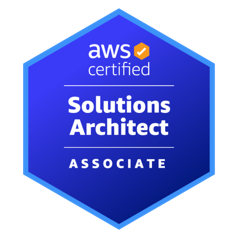 aws
certified
Solutions
Architect
ASSOCIATE